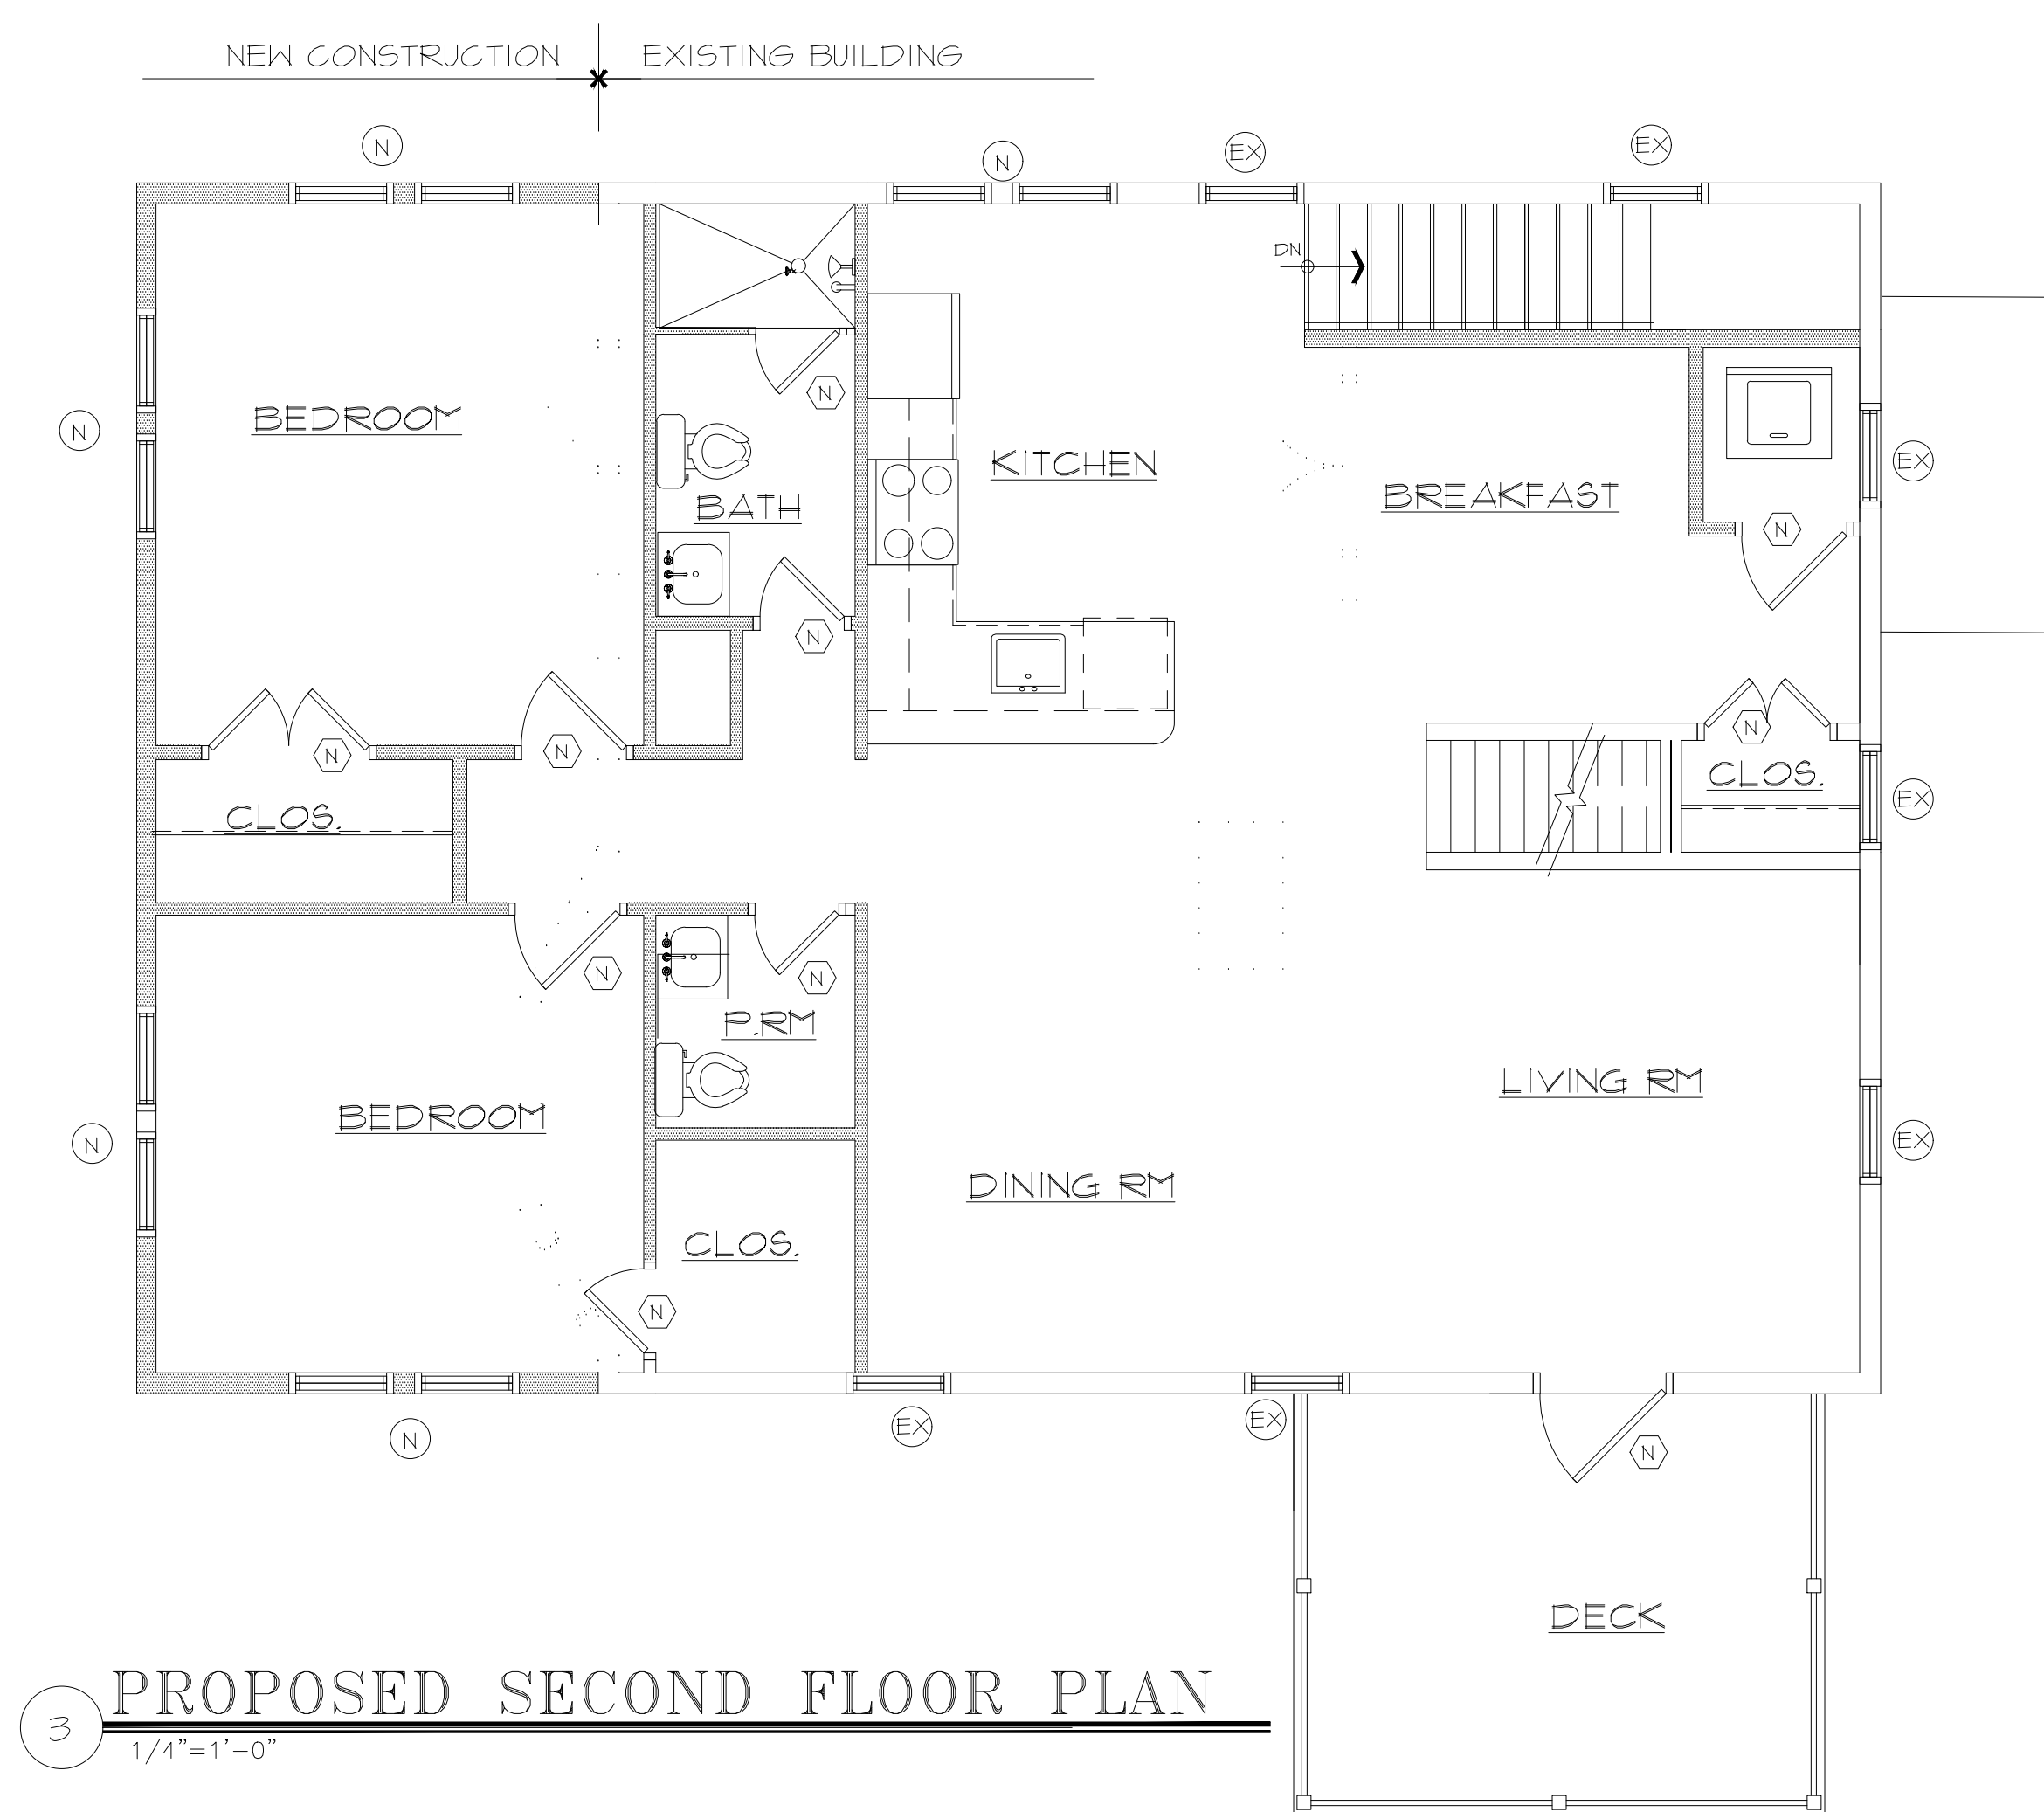 NEW CONSTRUCTION EXISTING BUILDING
N N EX EX
DN
BEDROOM
N
N
KITCHEN
EX
BREAKFAST
BATH
N
N
N
N
N
CLOS.
EX
CLOS.
N
N
P.RM
LIVING RM
BEDROOM
N
EX
DINING RM
CLOS.
N
EX
EX
N
N
DECK
PROPOSED SECOND FLOOR PLAN
3
1/4"=1'-0"